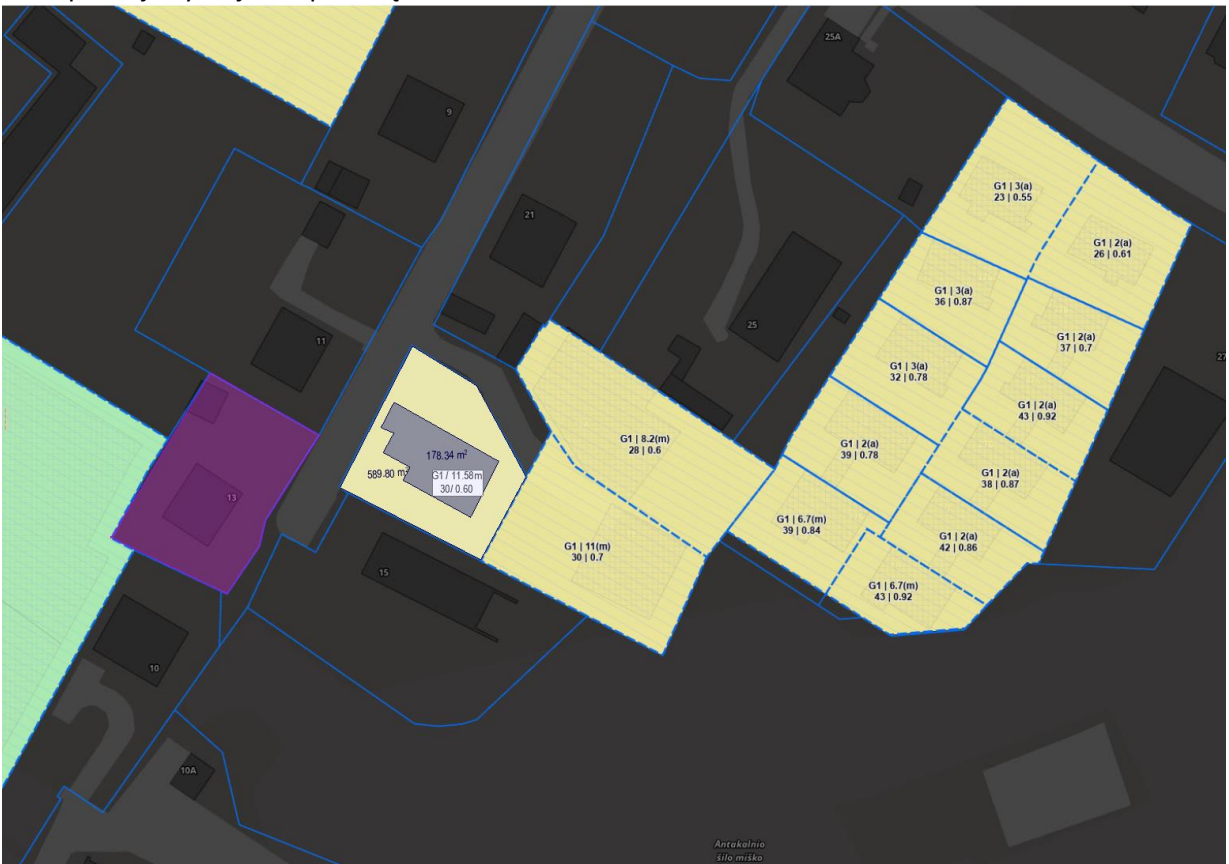 25A
9
G1 | 3(a)
23 | 0.55
21
G1 | 2(a)
26 | 0.61
G1 | 3(a)
36 | 0.87
25
11
G1 | 2(a)
37 | 0.7
27
G1 | 3(a)
32 | 0.78
G1 | 2(a)
43 | 0.92
G1 | 8.2(m)
28 | 0.6
G1 | 2(a)
39 | 0.78
178.34 m²
589.80 m²
G1/ 11.58m
30/ 0.60
G1 | 2(a)
38 | 0.87
13
G1 | 6.7(m)
39 | 0.84
G1 | 2(a)
42 | 0.86
G1 | 11(m)
30 | 0.7
15
G1 | 6.7(m)
43 | 0.92
10
10A
Antakalnio
šilo miško